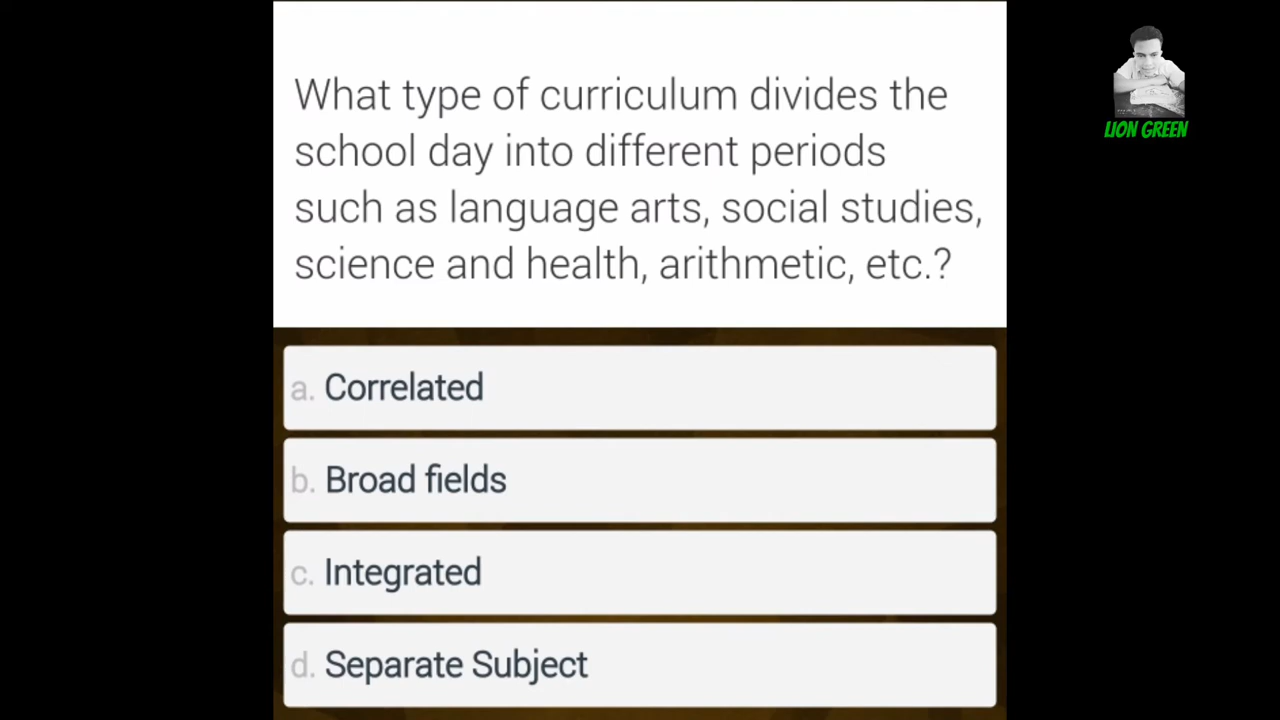 What type of curriculum divides the
school day into different periods
such as language arts, social studies,
science and health, arithmetic, etc.?
LION GREEN
a. Correlated
b. Broad fields
c. Integrated
d. Separate Subject